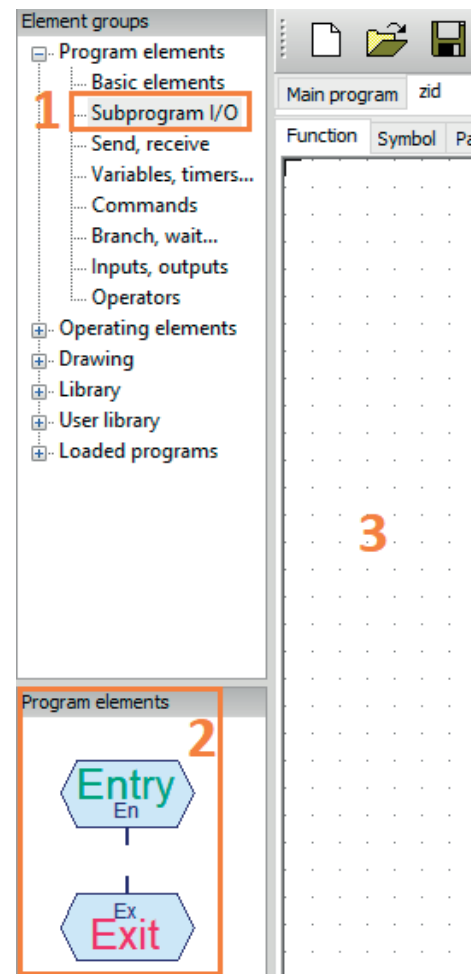 Element groups
Program elements
Basic elements
1 Subprogram I/O
Send, receive
Variables, timers...
Commands
Branch, wait...
Inputs, outputs
Operators
Operating elements
Drawing
Library
User library
Loaded programs
Main program zid
Function Symbol Pa
3
Program elements
2
Entry
En
Ex
Exit